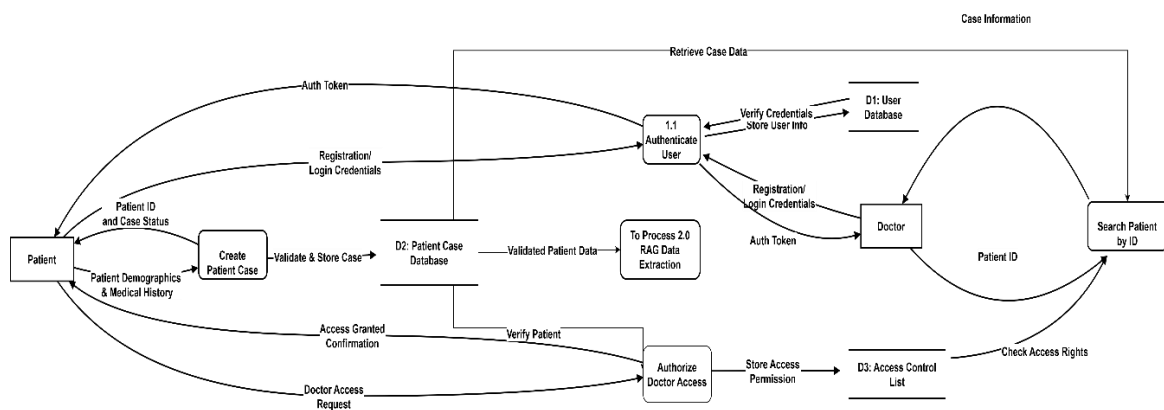 Case Information
Retrieve Case Data
Auth Token
Verify Credentials
Store User Info
D1: User
Database
1.1
Authenticate
User
Registration/
Login Credentials
Registration/
Login Credentials
Patient ID
and Case Status
Patient
Create
Patient Case
Validate & Store Case
D2: Patient Case
Database
Validated Patient Data
To Process 2.0
RAG Data
Extraction
Auth Token
Doctor
Patient ID
Search Patient
by ID
Patient Demographics
& Medical History
Access Granted
Confirmation
Verify Patient
Authorize
Doctor Access
Store Access
Permission
D3: Access Control
List
Check Access Rights
Doctor Access
Request